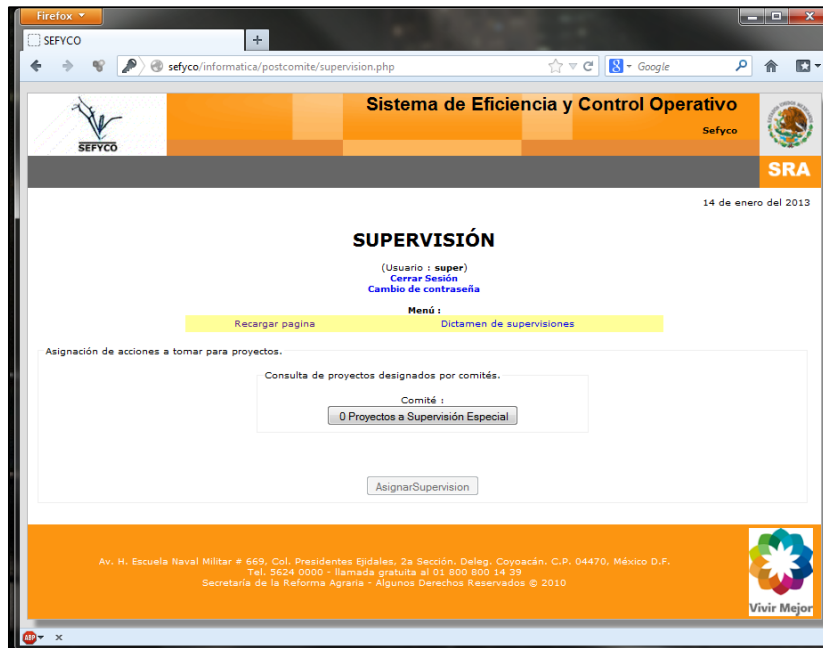 Firefox
SEFYCO
+
sefyco/informatica/postcomite/supervision.php
Google
Sistema de Eficiencia y Control Operativo
Sefyco
SEFYCO
SRA
14 de enero del 2013
SUPERVISIÓN
(Usuario : super)
Cerrar Sesión
Cambio de contraseña
Menú :
Recargar pagina Dictamen de supervisiones
Asignación de acciones a tomar para proyectos.
Consulta de proyectos designados por comités.
Comité :
0 Proyectos a Supervisión Especial
AsignarSupervision
Av. H. Escuela Naval Militar # 669, Col. Presidentes Ejidales, 2a Sección. Deleg. Coyoacán. C.P. 04470, México D.F.
Tel. 5624 0000 - llamada gratuita al 01 800 800 14 39
Secretaría de la Reforma Agraria - Algunos Derechos Reservados © 2010
Vivir Mejor
ABP
x